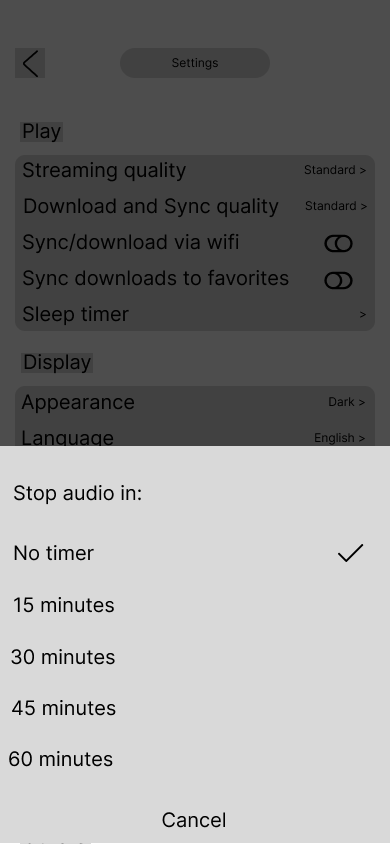 Settings
Play
Streaming quality Standard >
Download and Sync quality Standard >
Sync/download via wifi
Sync downloads to favorites
Sleep timer >
Display
Appearance Dark >
Language English >
Stop audio in:
No timer
15 minutes
30 minutes
45 minutes
60 minutes
Cancel